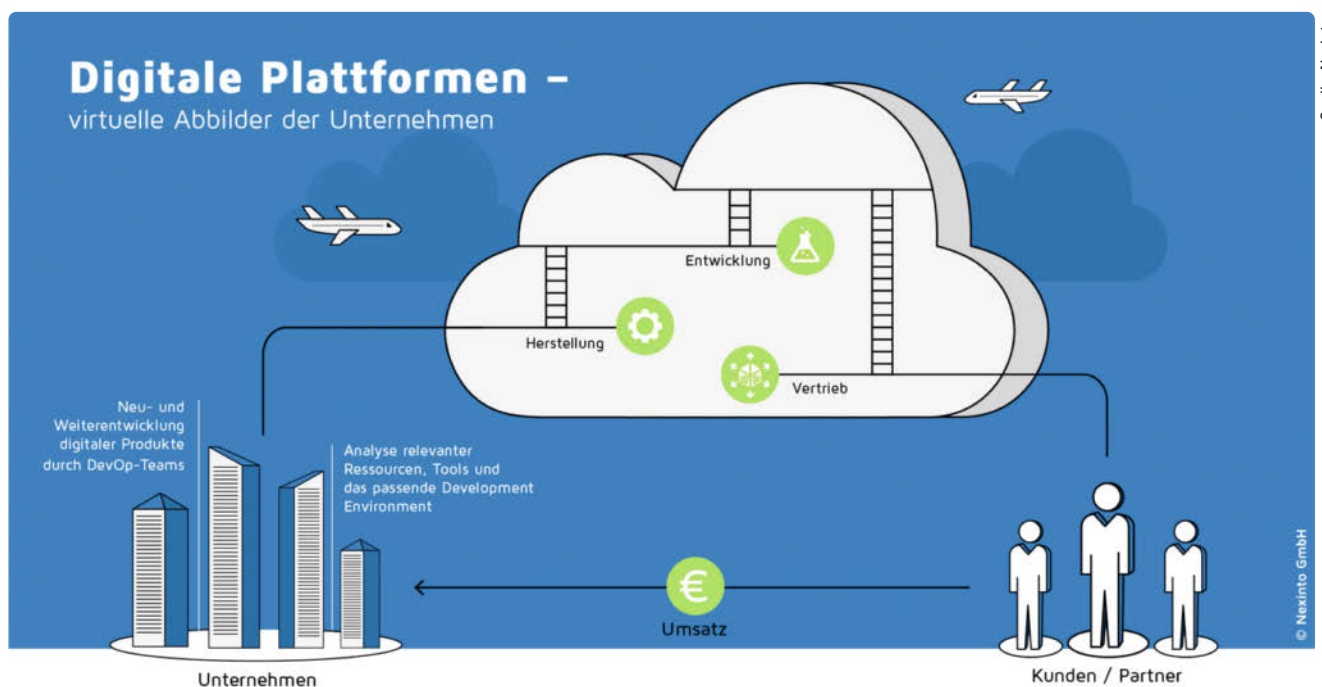 Digitale Plattformen –
virtuelle Abbilder der Unternehmen
Entwicklung
Herstellung
Vertrieb
Neu- und
Weiterentwicklung
digitaler Produkte
durch DevOp-Teams
Analyse relevanter
Ressourcen, Tools und
das passende Development
Environment
€
Umsatz
Unternehmen
Kunden / Partner
© Nexinto GmbH